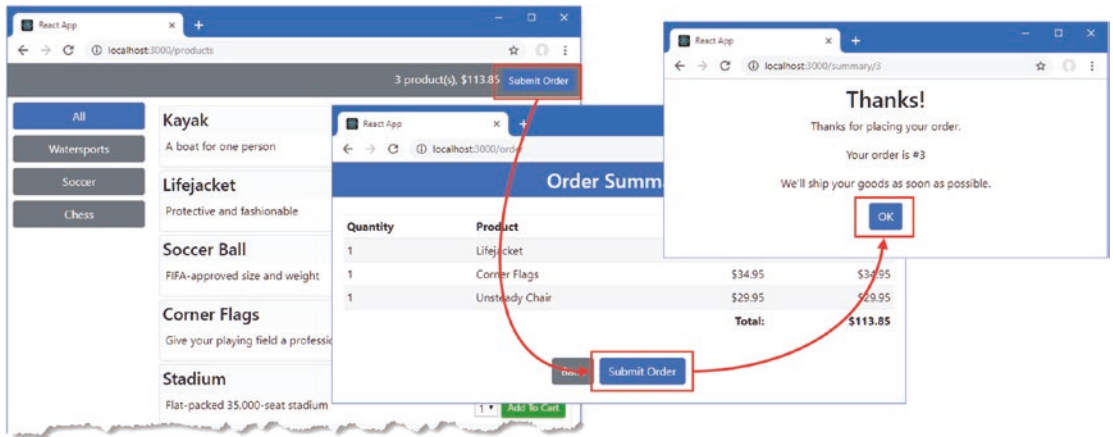 React App
localhost:3000/products
3 product(s), $113.85 Submit Order
All
Watersports
Soccer
Chess
Kayak
A boat for one person
Lifejacket
Protective and fashionable
Soccer Ball
FIFA-approved size and weight
Corner Flags
Give your playing field a
Stadium
Flat-packed 35,000-seat stadium
1 Add To Cart
React App
localhost:3000/order
Order
Quantity Product
1 Lifejacket
1 Corner Flags $34.95 $34.95
1 Unsteady Chair $29.95 $29.95
Total: $113.85
Submit Order
React App
localhost:3000/summary/3
Thanks!
Thanks for placing your order.
Your order is #3
We'll ship your goods as soon as possible.
OK